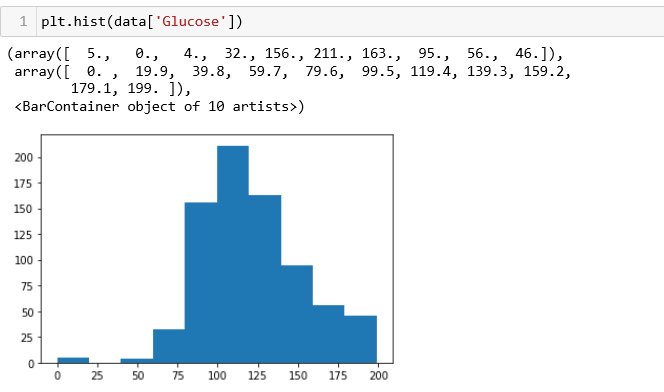 1 plt.hist(data['Glucose'])
(array([ 5., 0., 4., 32., 156., 211., 163., 95., 56., 46.]),
array([ 0. , 19.9, 39.8, 59.7, 79.6, 99.5, 119.4, 139.3, 159.2,
179.1, 199. ]),
<BarContainer object of 10 artists>)
200
175
150
125
100
75
50
25
0
0 25 50 75 100 125 150 175 200